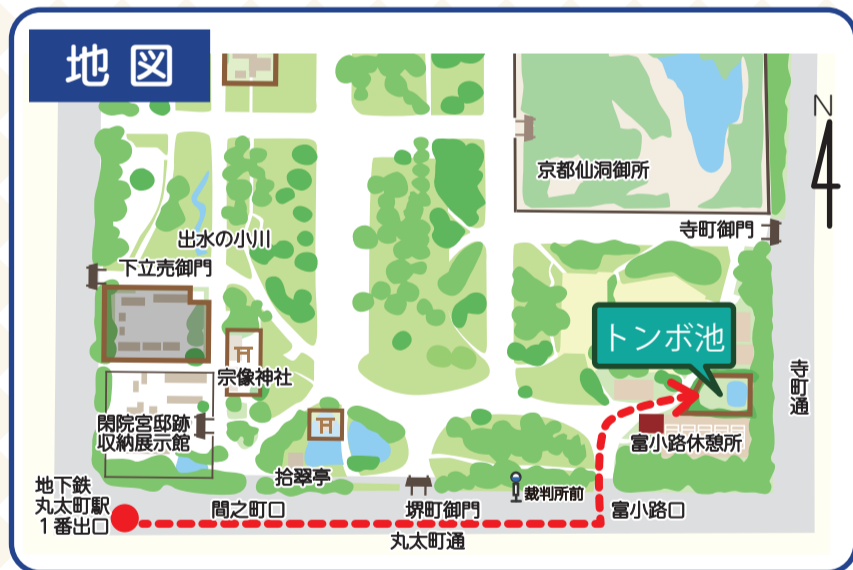 地図
N
京都仙洞御所
寺町御門
出水の小川
下立売御門
トンボ池
宗像神社
寺町通
閑院宮邸跡
収納展示館
富小路休憩所
拾翠亭
地下鉄
丸太町駅
1番出口
間之町口
堺町御門
裁判所前
富小路口
丸太町通